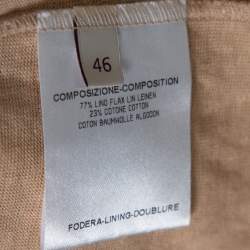 46
COMPOSIZIONE-COMPOSITION
77% LINO FLAX LIN LEINEN
23% COTONE COTTON
COTON BAUMWOLLE ALGODON
FODERA-LINING-DOUBLURE